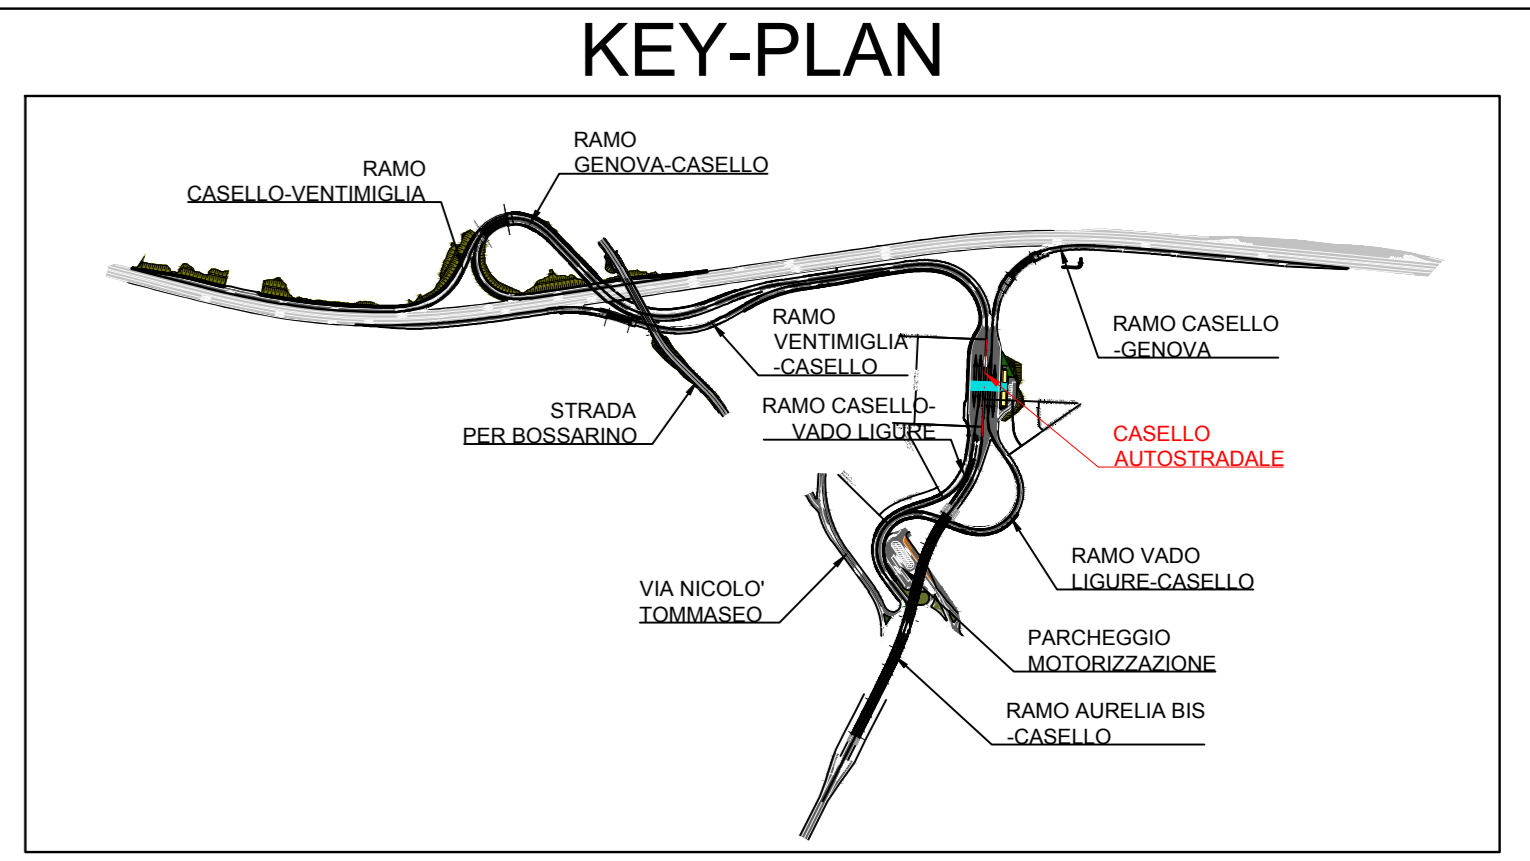 KEY-PLAN
RAMO
GENOVA-CASELLO
RAMO
CASELLO-VENTIMIGLIA
RAMO
VENTIMIGLIA
-CASELLO
RAMO CASELLO
-GENOVA
STRADA
PER BOSSARINO
RAMO CASELLO-
VADO LIGURE
CASELLO
AUTOSTRADALE
VIA NICOLO'
TOMMASEO
RAMO VADO
LIGURE-CASELLO
PARCHEGGIO
MOTORIZZAZIONE
RAMO AURELIA BIS
-CASELLO